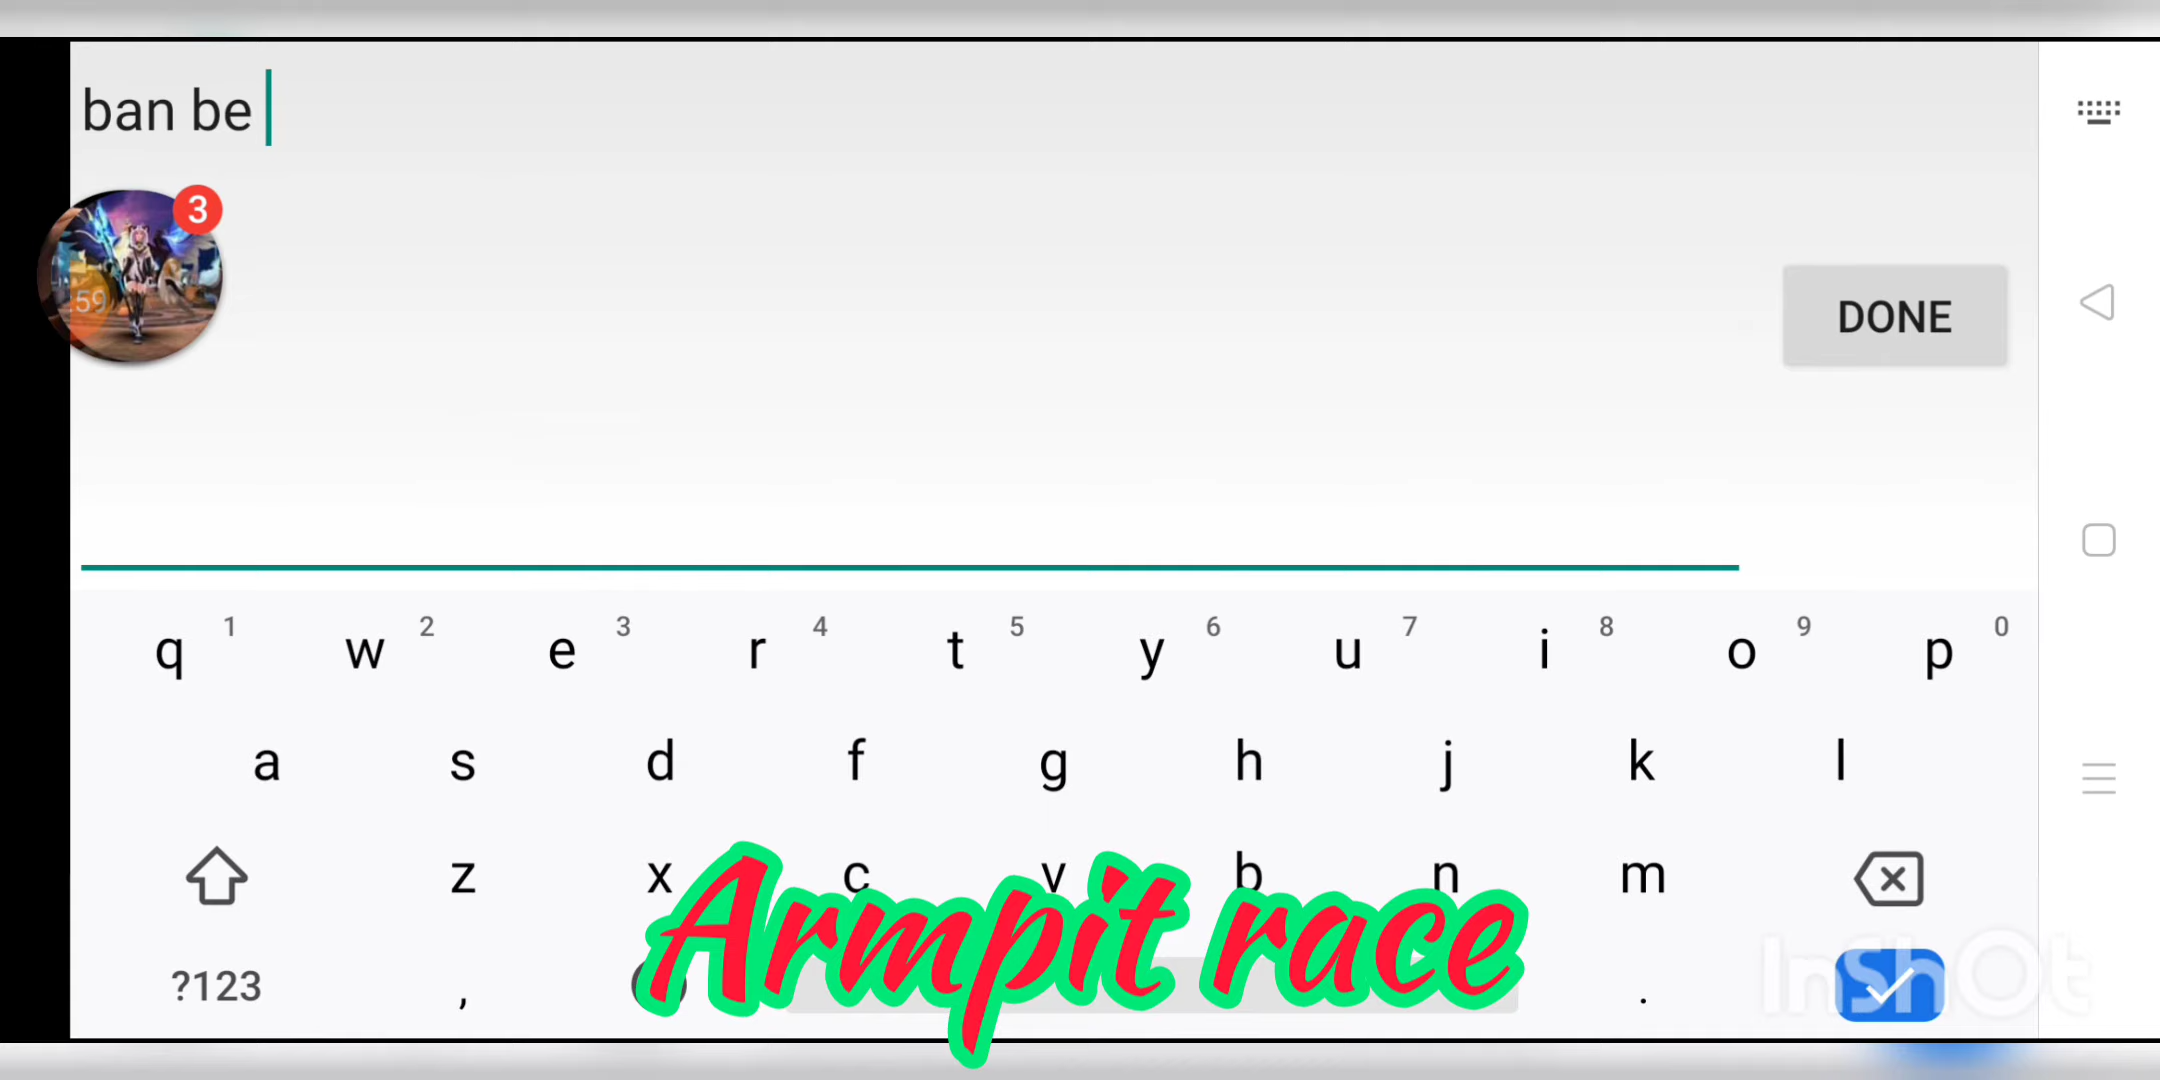 ban be
3
59
DONE
q 1 w 2 e 3 r 4 t 5 y 6 u 7 i 8 o 9 p 0
a s d f g h j k l
z x c v b n m
Armpit race
?123 , .
InShOt